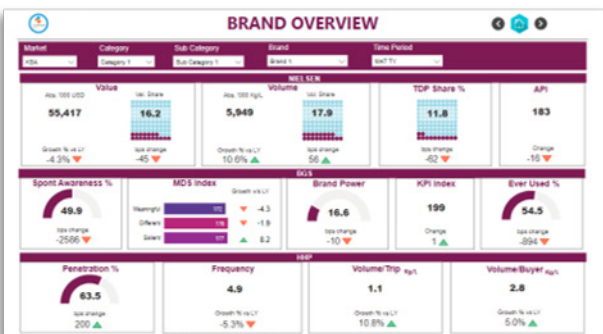 BRAND OVERVIEW
Market Category Sub Category Brand Time Period
KSA Category 1 Sub Category 1 Brand 1 MAT TY
NIELSEN
Value Volume TDP Share % API
Abs. '000 USD Val. Share Abs. '000 Kg/L Vol. Share
55,417 16.2 5,949 17.9 11.8 183
Growth % vs LY bps change Growth % vs LY bps change bps change Change
-4.3% -45 10.6% 56 -62 -16
BGS
Spont Awareness % MDS Index Brand Power KPI Index Ever Used %
Growth vs LY
49.9 16.6 199 54.5
Meaningful -4.3
Different -1.9
Salient 8.2
bps change bps change Change bps change
-2586 -10 1 -894
HHP
Penetration % Frequency Volume/Trip Kg/L Volume/Buyer Kg/L
63.5 4.9 1.1 2.8
bps change Growth % vs LY Growth % vs LY Growth % vs LY
200 -5.3% 10.8% 5.0%